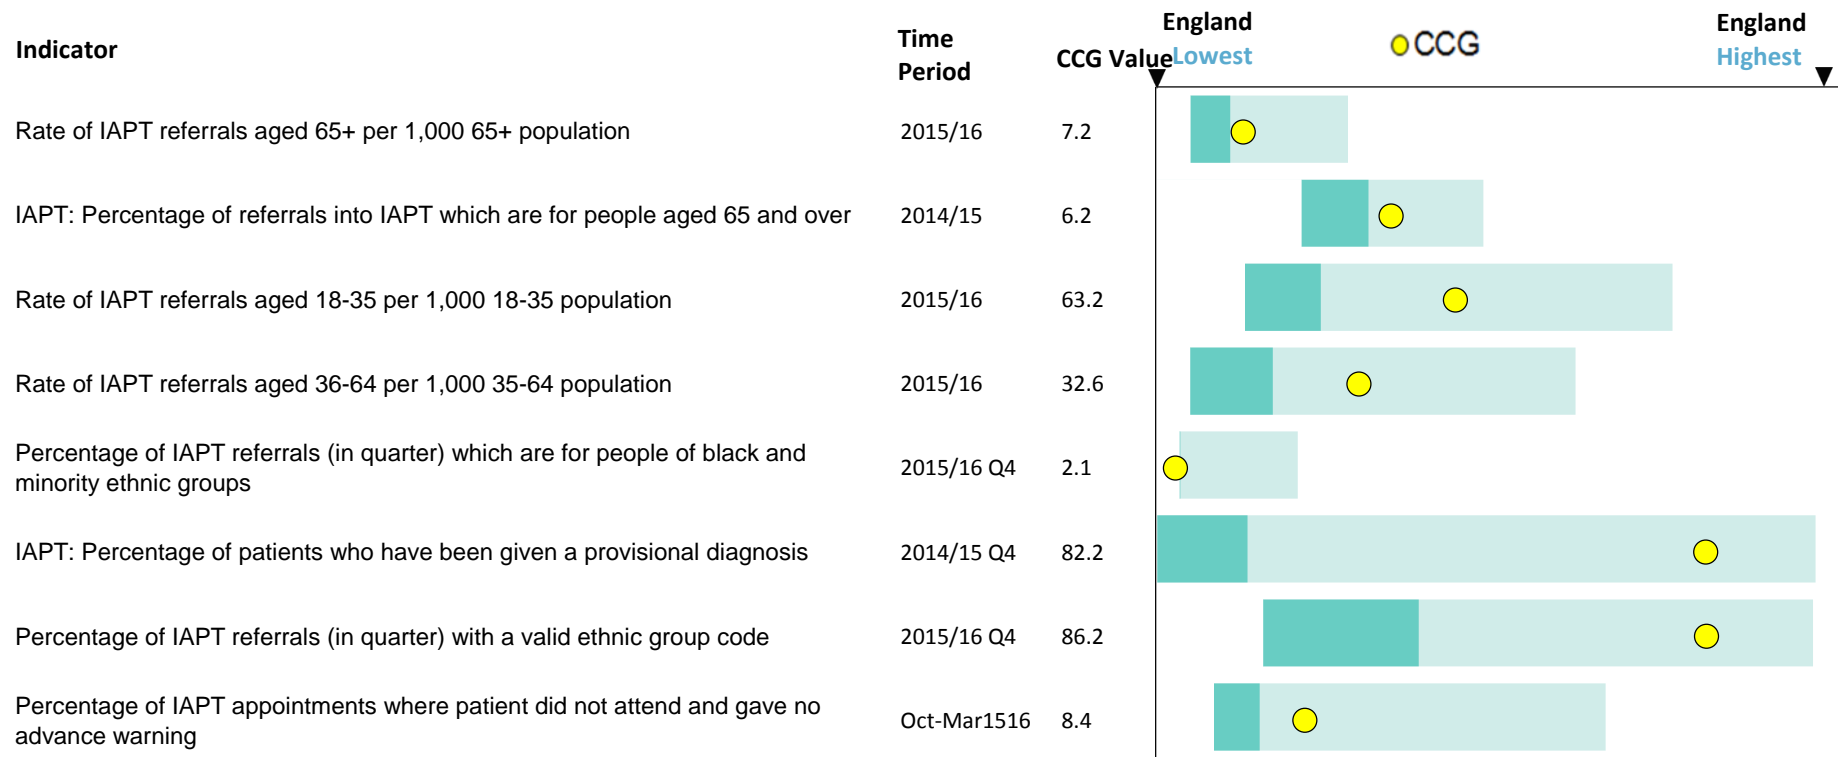 Indicator
Time
Period
CCG Value
England
Lowest
CCG
England
Highest
Rate of IAPT referrals aged 65+ per 1,000 65+ population 2015/16 7.2
IAPT: Percentage of referrals into IAPT which are for people aged 65 and over 2014/15 6.2
Rate of IAPT referrals aged 18-35 per 1,000 18-35 population 2015/16 63.2
Rate of IAPT referrals aged 36-64 per 1,000 35-64 population 2015/16 32.6
Percentage of IAPT referrals (in quarter) which are for people of black and
minority ethnic groups 2015/16 Q4 2.1
IAPT: Percentage of patients who have been given a provisional diagnosis 2014/15 Q4 82.2
Percentage of IAPT referrals (in quarter) with a valid ethnic group code 2015/16 Q4 86.2
Percentage of IAPT appointments where patient did not attend and gave no
advance warning Oct-Mar1516 8.4